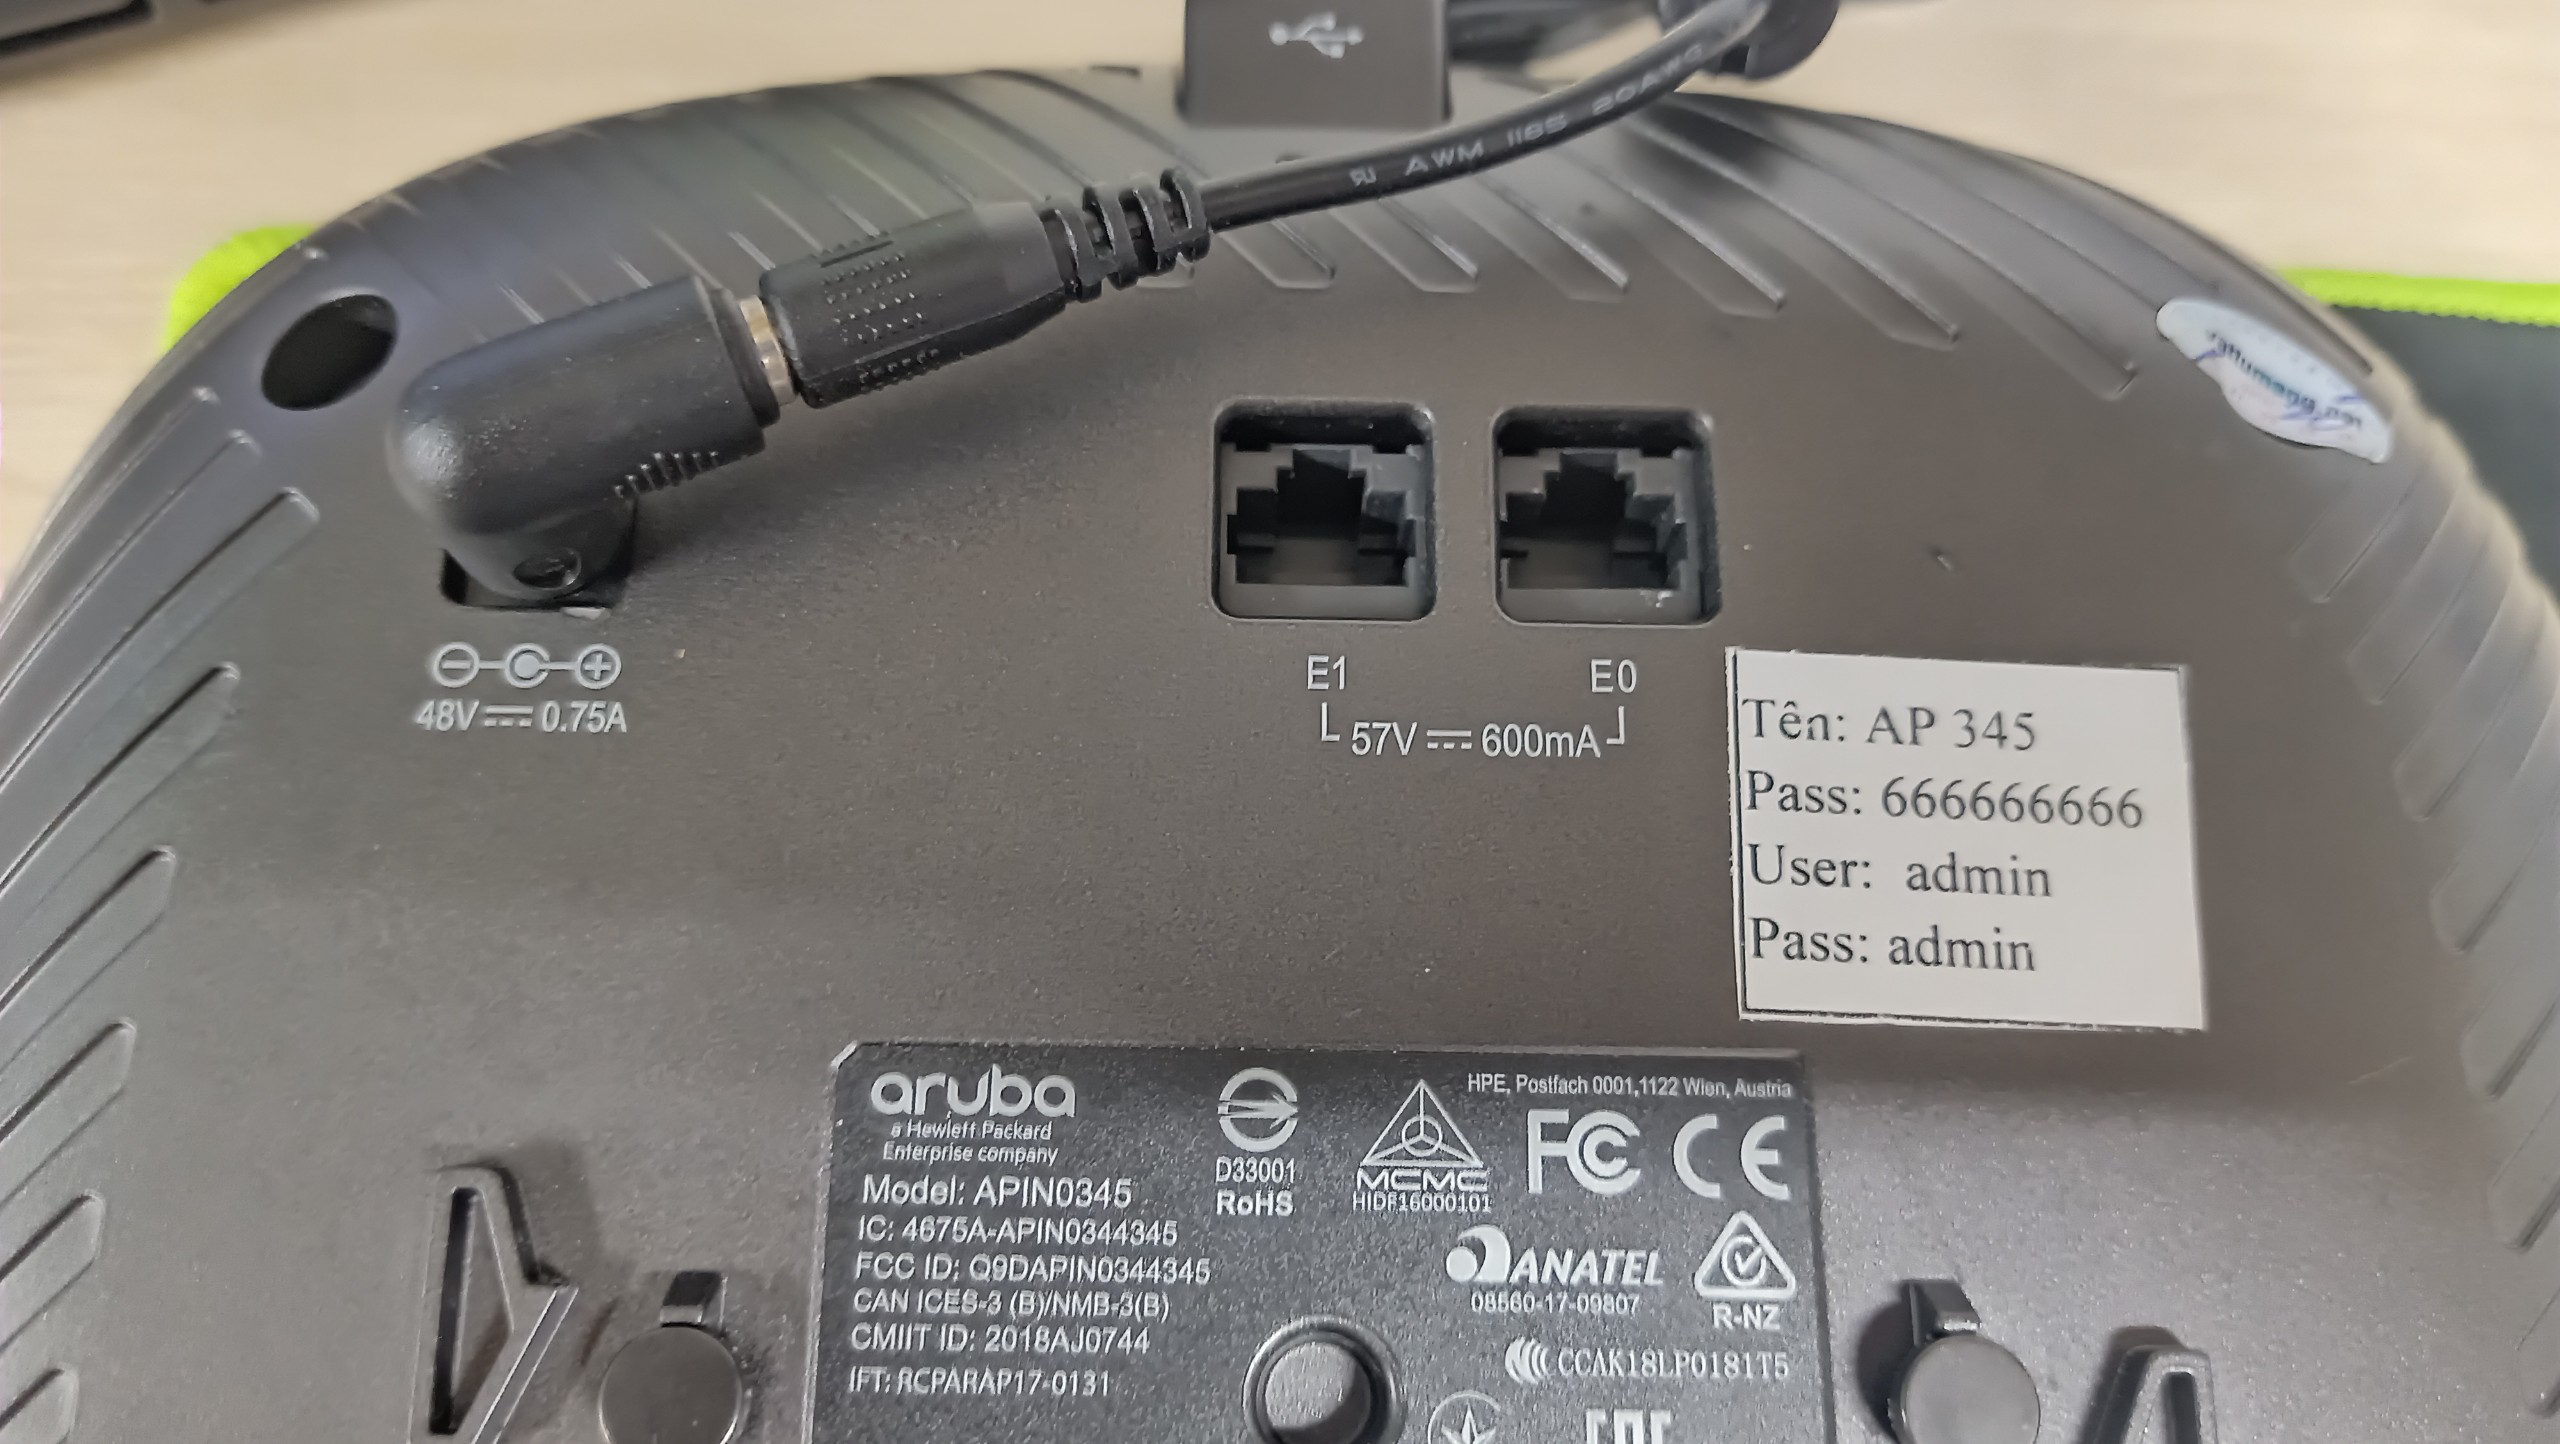 AWM 1185 20AWG
48V 0.75A
E1 E0
57V 600mA
Tên: AP 345
Pass: 666666666
User: admin
Pass: admin
aruba
a Hewlett Packard
Enterprise company
Model: APIN0345
IC: 4675A-APIN0344345
FCC ID: Q9DAPIN0344345
CAN ICES-3 (B)/NMB-3(B)
CMIIT ID: 2018AJ0744
IFT: RCPARAP17-0131
D33001
RoHS
HPE, Postfach 0001,1122 Wien, Austria
MCMC
HIDF16000101
FC CE
ANATEL
08560-17-09807
R-NZ
CCAK18LP0181T5